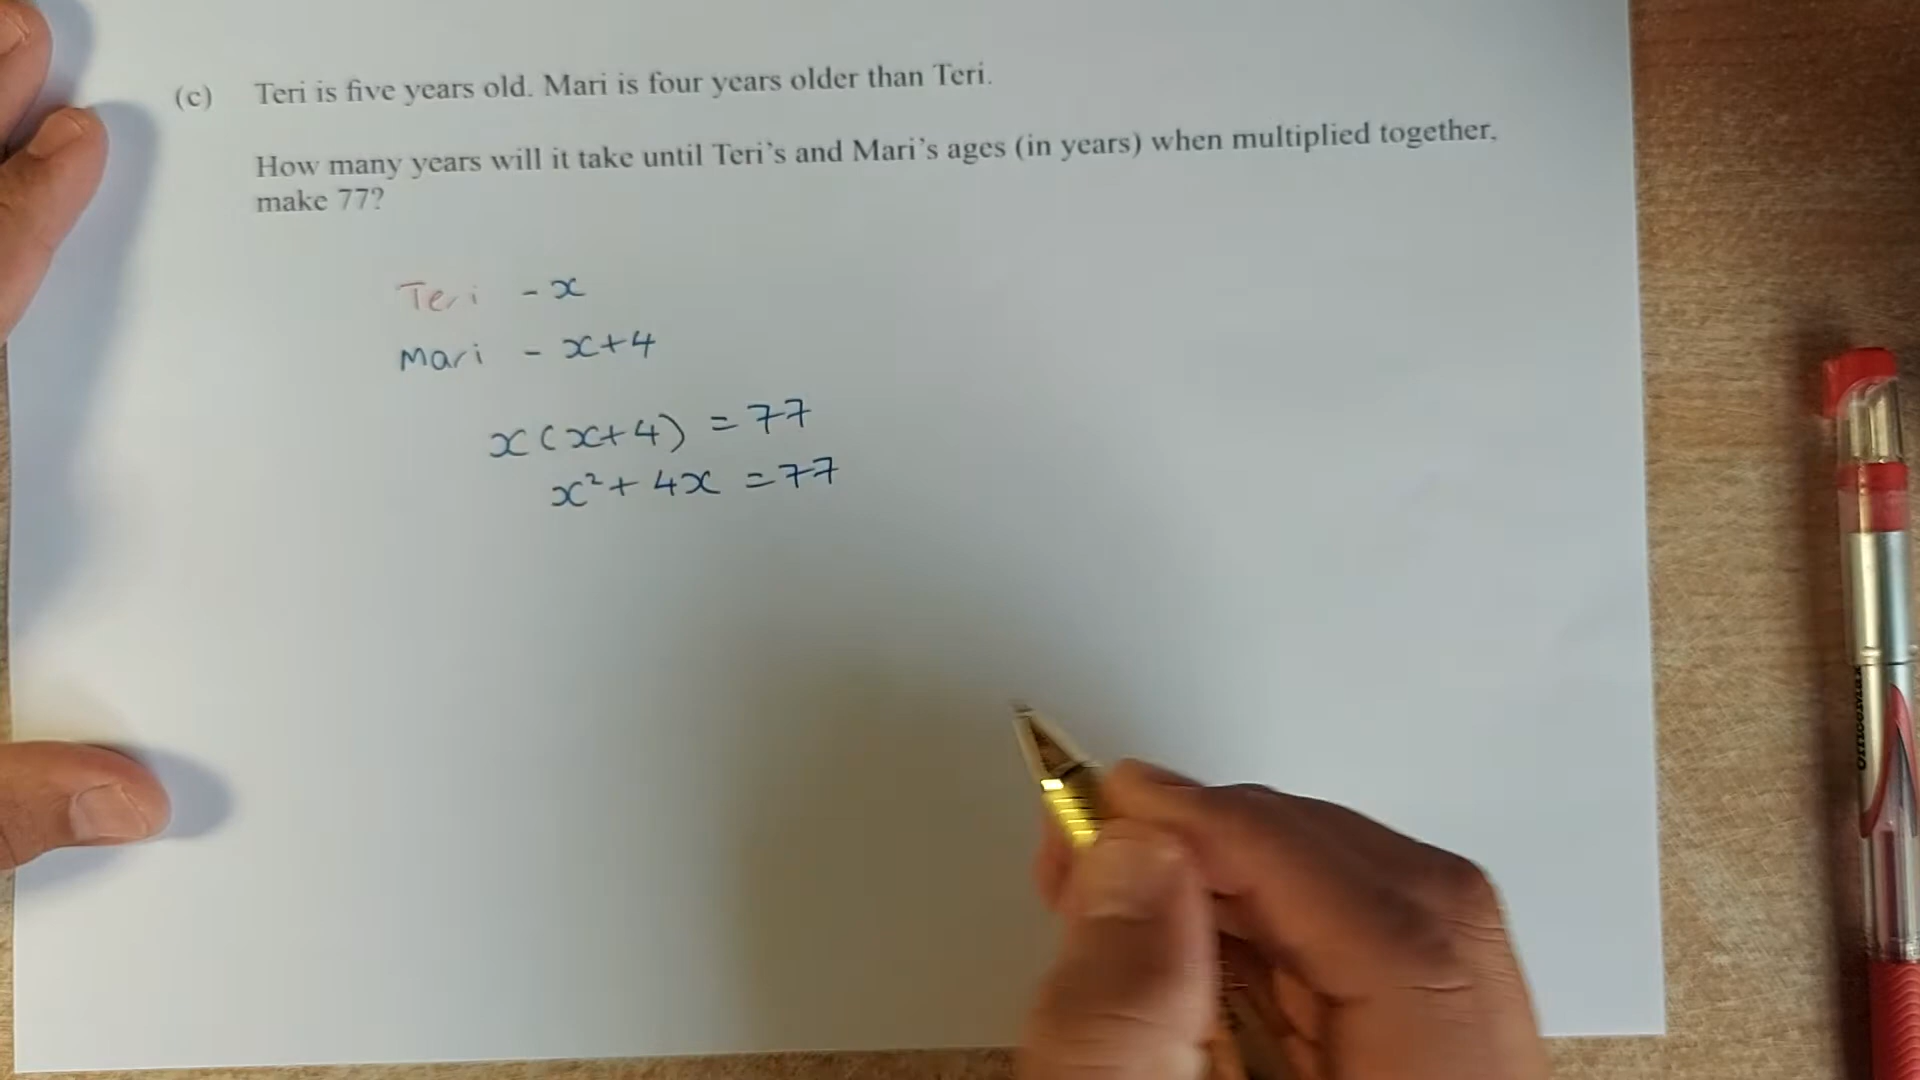 (c) Teri is five years old. Mari is four years older than Teri.
How many years will it take until Teri's and Mari's ages (in years) when multiplied together,
make 77?
Teri - x
Mari - x+4
x(x+4) = 77
x² + 4x = 77
OfficeMax